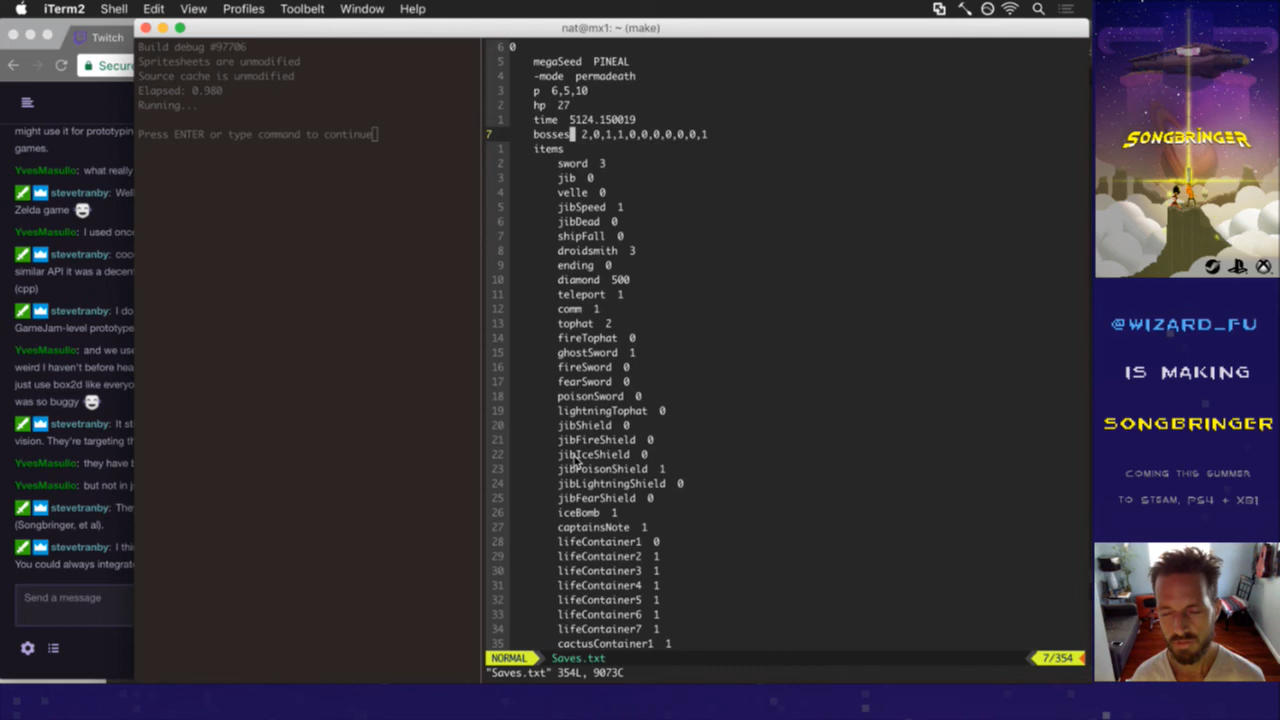 iTerm2 Shell Edit View Profiles Toolbelt Window Help
nat@mx1: ~ (make)
Twitch
Secure
might use it for prototyping
games.
YvesMasullo: what really
stevetranby: Well
Zelda game
YvesMasullo: I used once
stevetranby: coco
similar API it was a decent
(cpp)
stevetranby: I do
GameJam-level prototype
YvesMasullo: and we use
weird I haven't before hea
just use box2d like everyo
was so buggy
stevetranby: It st
vision. They're targeting th
YvesMasullo: they have b
YvesMasullo: but not in j
stevetranby: The
(Songbringer, et al).
stevetranby: I thi
You could always integrat
Send a message
Build debug #97706
Spritesheets are unmodified
Source cache is unmodified
Elapsed: 0.980
Running...
Press ENTER or type command to continue
6 0
5 megaSeed PINEAL
4 -mode permadeath
3 p 6,5,10
2 hp 27
1 time 5124.150019
7 bosses 2,0,1,1,0,0,0,0,0,0,1
1 items
2 sword 3
3 jib 0
4 velle 0
5 jibSpeed 1
6 jibDead 0
7 shipFall 0
8 droidsmith 3
9 ending 0
10 diamond 500
11 teleport 1
12 comm 1
13 tophat 2
14 fireTophat 0
15 ghostSword 1
16 fireSword 0
17 fearSword 0
18 poisonSword 0
19 lightningTophat 0
20 jibShield 0
21 jibFireShield 0
22 jibIceShield 0
23 jibPoisonShield 1
24 jibLightningShield 0
25 jibFearShield 0
26 iceBomb 1
27 captainsNote 1
28 lifeContainer1 0
29 lifeContainer2 1
30 lifeContainer3 1
31 lifeContainer4 1
32 lifeContainer5 1
33 lifeContainer6 1
34 lifeContainer7 1
35 cactusContainer1 1
NORMAL Saves.txt 7/354
"Saves.txt" 354L, 9073C
SONGBRINGER
@WIZARD_FU
IS MAKING
SONGBRINGER
COMING THIS SUMMER
TO STEAM, PS4 + XB1